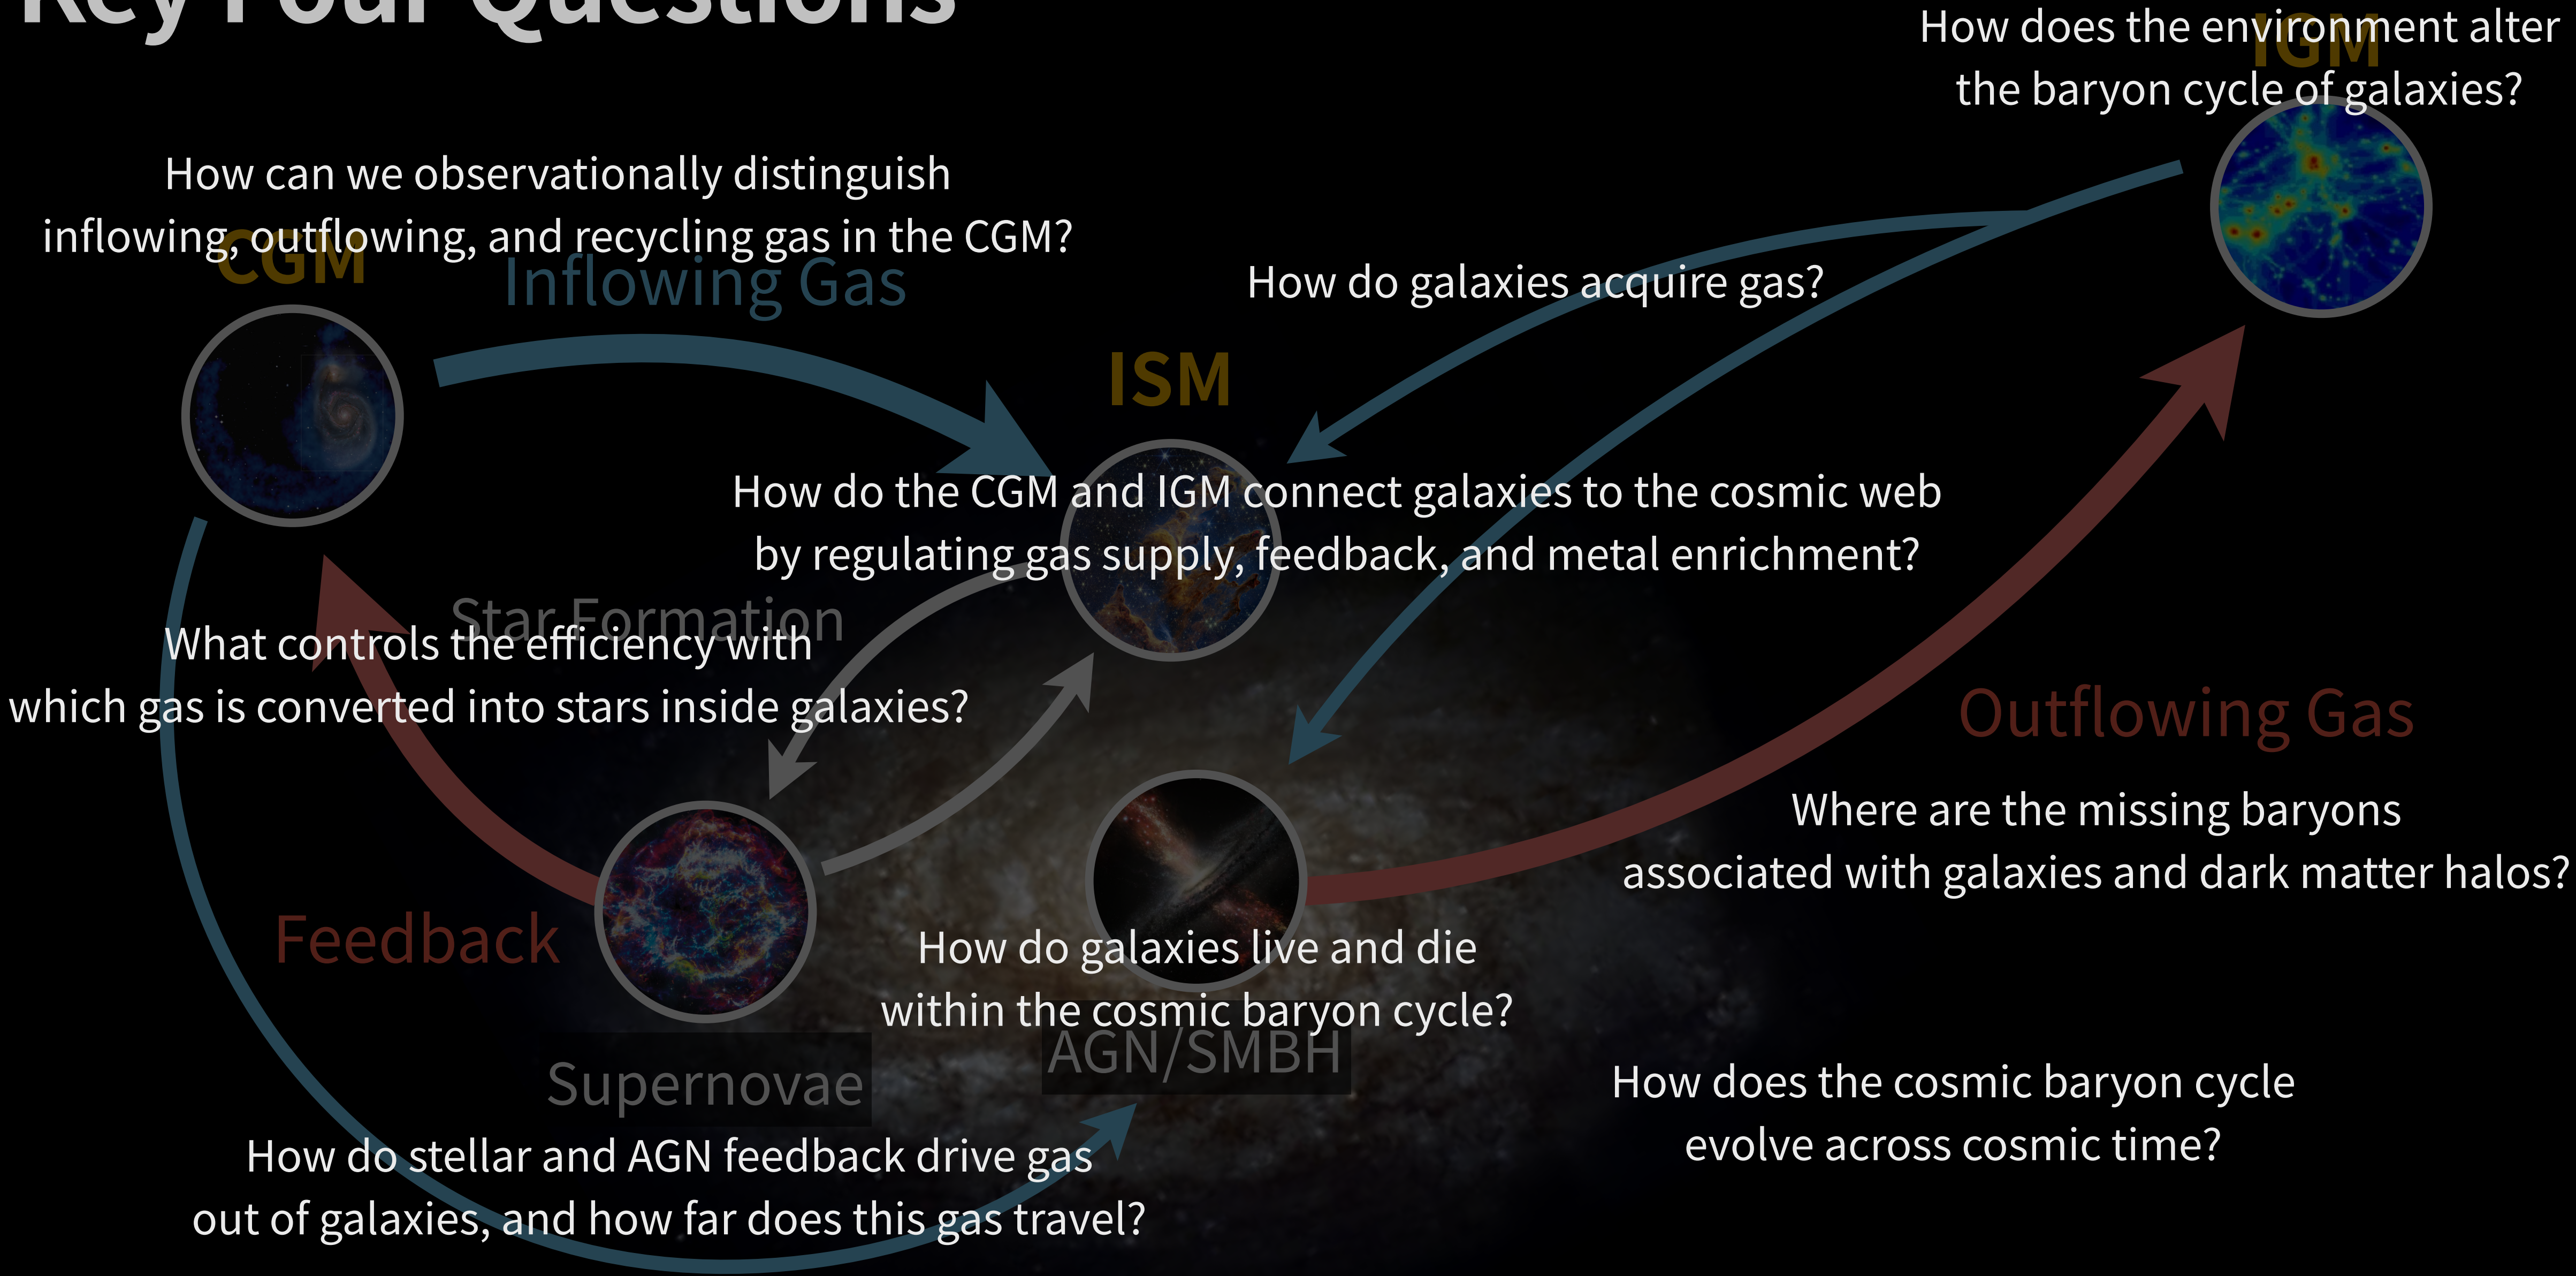 Key Four Questions
How does the environment alter
the baryon cycle of galaxies?
IGM
How can we observationally distinguish
inflowing, outflowing, and recycling gas in the CGM?
CGM
Inflowing Gas
How do galaxies acquire gas?
ISM
How do the CGM and IGM connect galaxies to the cosmic web
by regulating gas supply, feedback, and metal enrichment?
Star Formation
What controls the efficiency with
which gas is converted into stars inside galaxies?
Outflowing Gas
Where are the missing baryons
associated with galaxies and dark matter halos?
Feedback
How do galaxies live and die
within the cosmic baryon cycle?
AGN/SMBH
Supernovae
How does the cosmic baryon cycle
evolve across cosmic time?
How do stellar and AGN feedback drive gas
out of galaxies, and how far does this gas travel?